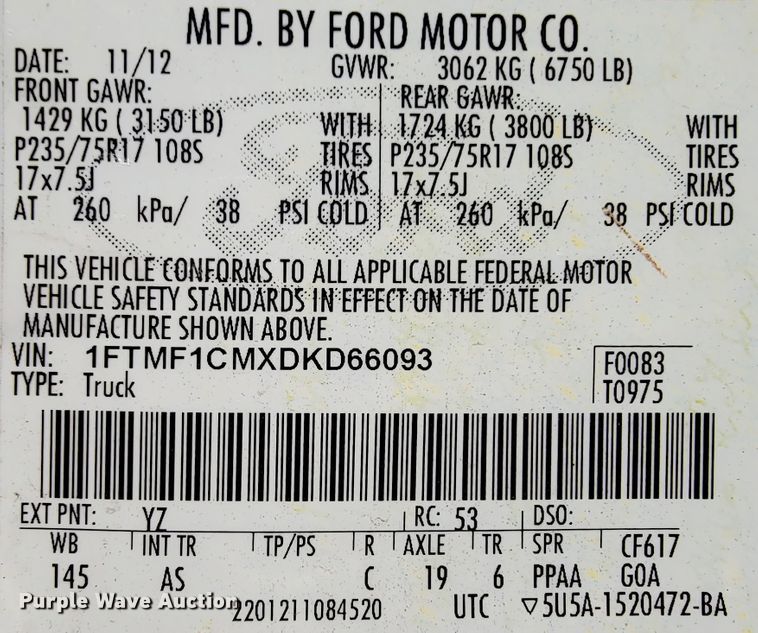 MFD. BY FORD MOTOR CO.
DATE: 11/12 GVWR: 3062 KG ( 6750 LB)
FRONT GAWR: REAR GAWR:
1429 KG ( 3150 LB) WITH 1724 KG ( 3800 LB) WITH
P235/75R17 108S TIRES P235/75R17 108S TIRES
17x7.5J RIMS 17x7.5J RIMS
AT 260 kPa/ 38 PSI COLD AT 260 kPa/ 38 PSI COLD
THIS VEHICLE CONFORMS TO ALL APPLICABLE FEDERAL MOTOR
VEHICLE SAFETY STANDARDS IN EFFECT ON THE DATE OF
MANUFACTURE SHOWN ABOVE.
VIN: 1FTMF1CMXDKD66093 F0083
TYPE: Truck T0975
EXT PNT: YZ RC: 53 DSO:
WB INT TR TP/PS R AXLE TR SPR CF617
145 AS C 19 6 PPAA GOA
Purple Wave Auction
2201211084520 UTC ▽5U5A-1520472-BA